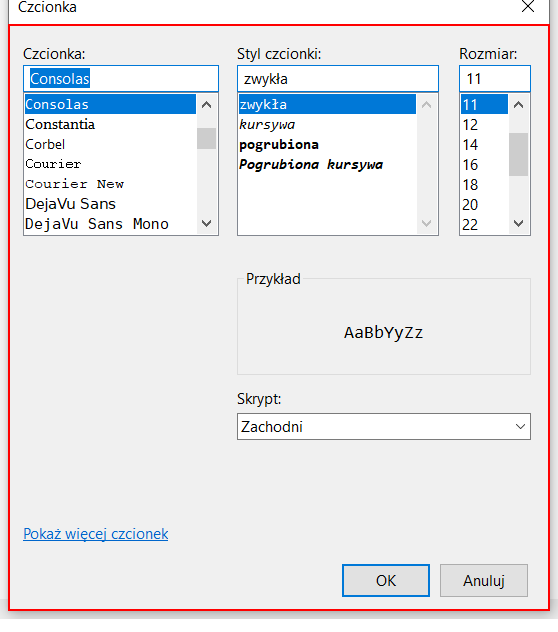 Czcionka
Czcionka:
Consolas
Consolas
Constantia
Corbel
Courier
Courier New
DejaVu Sans
DejaVu Sans Mono
Styl czcionki:
zwykła
zwykła
kursywa
pogrubiona
Pogrubiona kursywa
Rozmiar:
11
11
12
14
16
18
20
22
Przykład
AaBbYyZz
Skrypt:
Zachodni
Pokaż więcej czcionek
OK
Anuluj